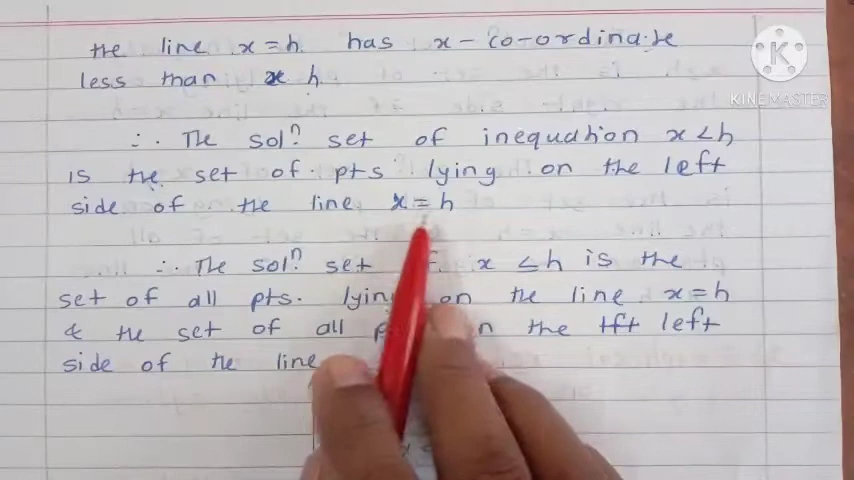 the line x = h. has x - co-ordinate
less than x h.
∴ The solⁿ set of inequation x < h
is the set of pts lying on the left
side of the line x = h
∴ The solⁿ set x ≤ h is the
set of all pts. lying on the line x = h
& the set of all the tft left
side of the line
K
KINEMASTER